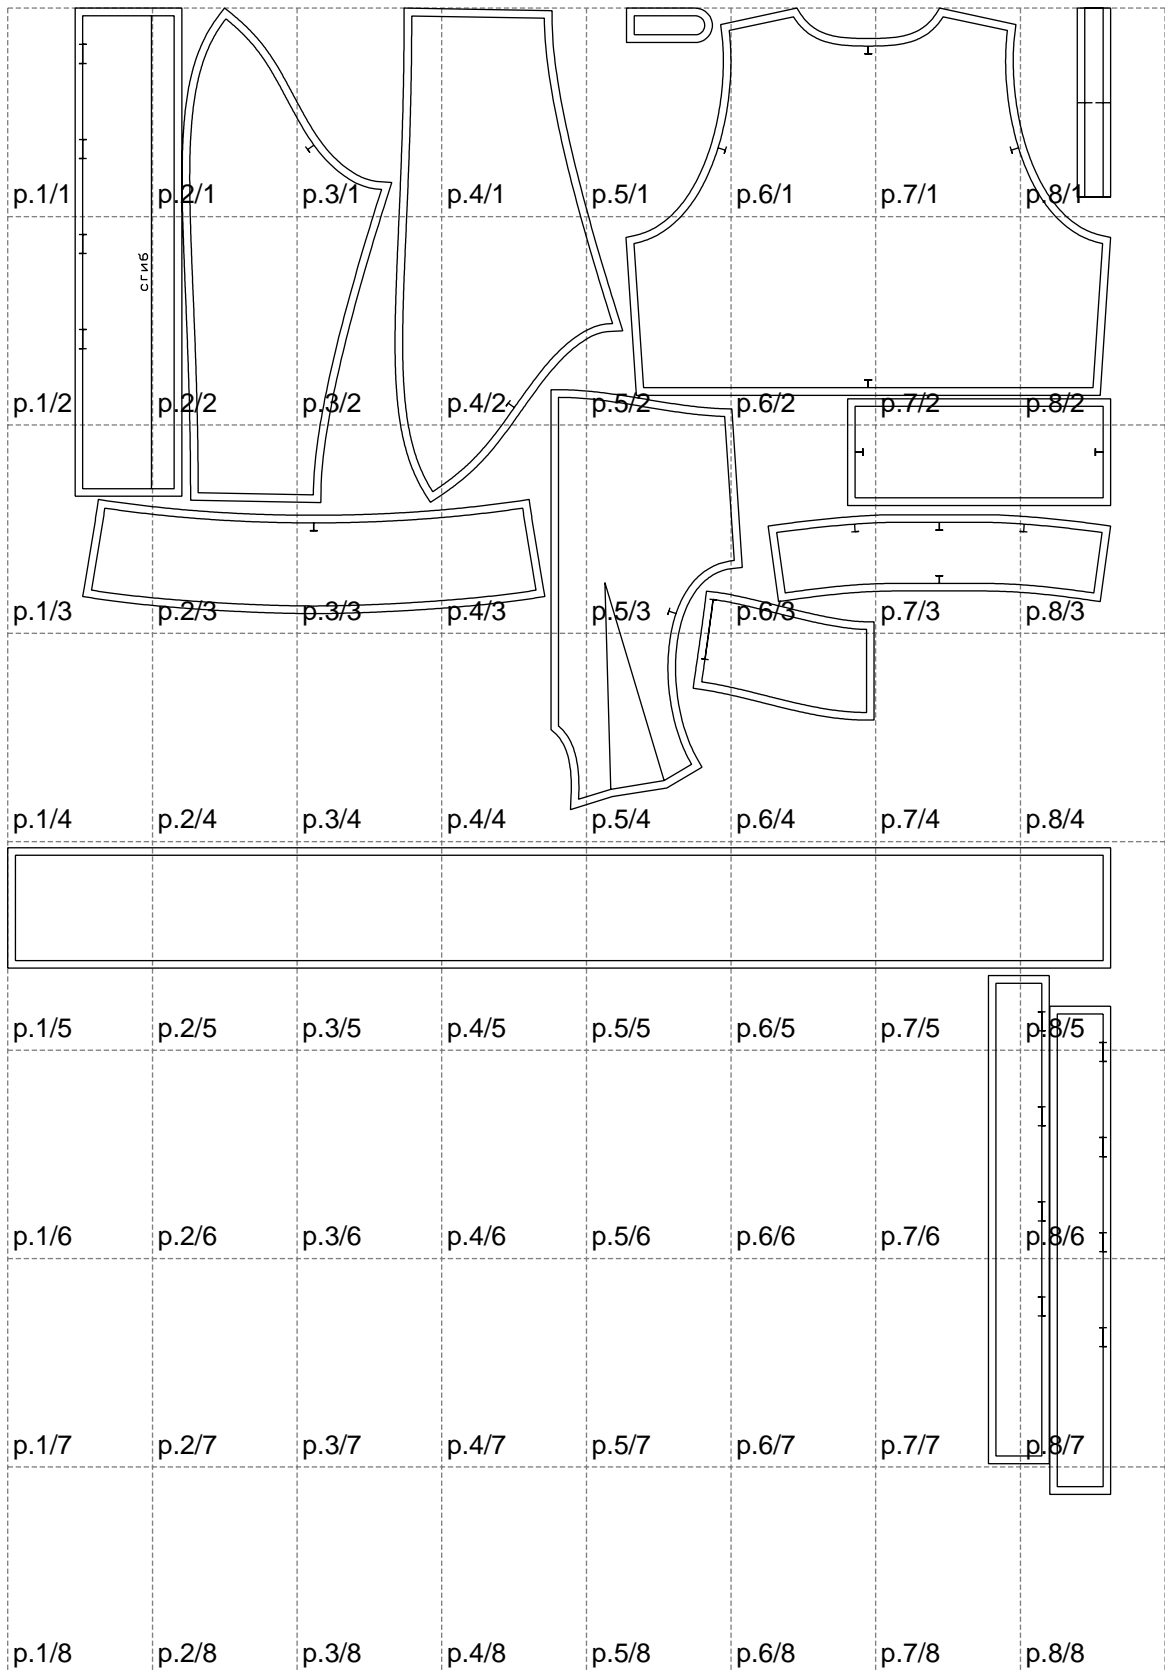 p.1/1 p.2/1 p.3/1 p.4/1 p.5/1 p.6/1 p.7/1 p.8/1
сгиб
p.1/2 p.2/2 p.3/2 p.4/2 p.5/2 p.6/2 p.7/2 p.8/2
p.1/3 p.2/3 p.3/3 p.4/3 p.5/3 p.6/3 p.7/3 p.8/3
p.1/4 p.2/4 p.3/4 p.4/4 p.5/4 p.6/4 p.7/4 p.8/4
p.1/5 p.2/5 p.3/5 p.4/5 p.5/5 p.6/5 p.7/5 p.8/5
p.1/6 p.2/6 p.3/6 p.4/6 p.5/6 p.6/6 p.7/6 p.8/6
p.1/7 p.2/7 p.3/7 p.4/7 p.5/7 p.6/7 p.7/7 p.8/7
p.1/8 p.2/8 p.3/8 p.4/8 p.5/8 p.6/8 p.7/8 p.8/8